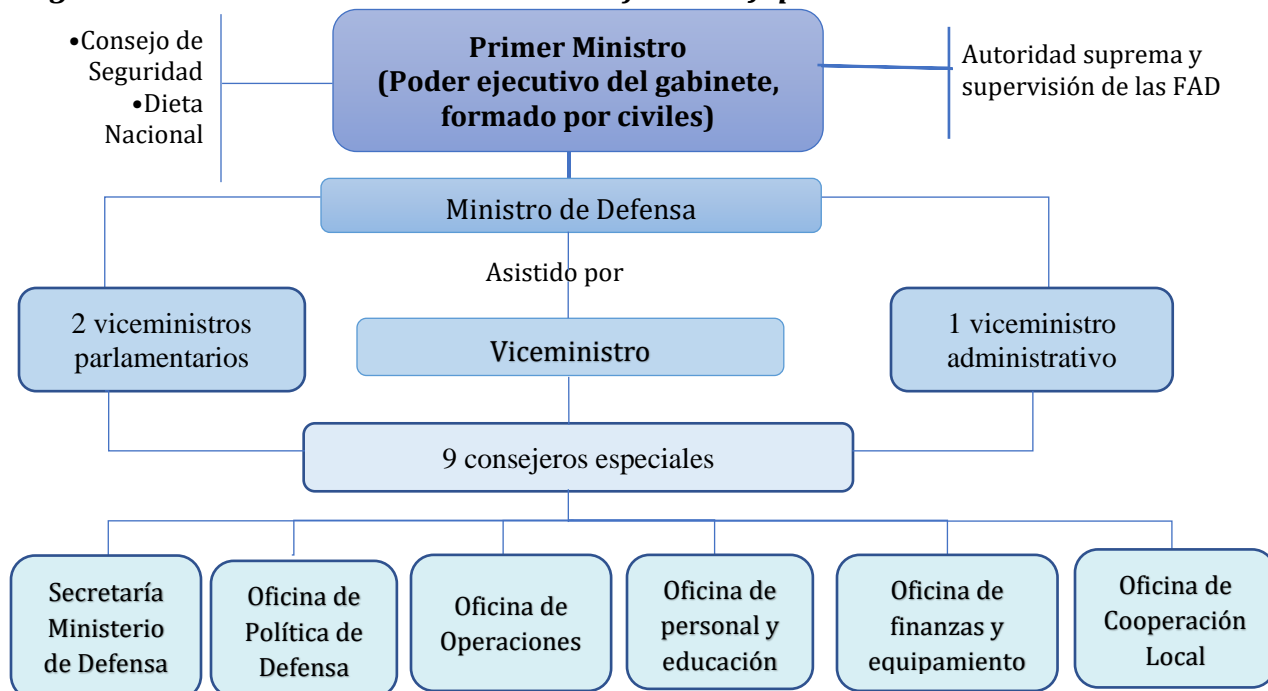 •Consejo de
Seguridad
•Dieta
Nacional
Primer Ministro
(Poder ejecutivo del gabinete,
formado por civiles)
Autoridad suprema y
supervisión de las FAD
Ministro de Defensa
Asistido por
2 viceministros
parlamentarios
Viceministro
1 viceministro
administrativo
9 consejeros especiales
Secretaría
Ministerio
de Defensa
Oficina de
Política de
Defensa
Oficina de
Operaciones
Oficina de
personal y
educación
Oficina de
finanzas y
equipamiento
Oficina de
Cooperación
Local